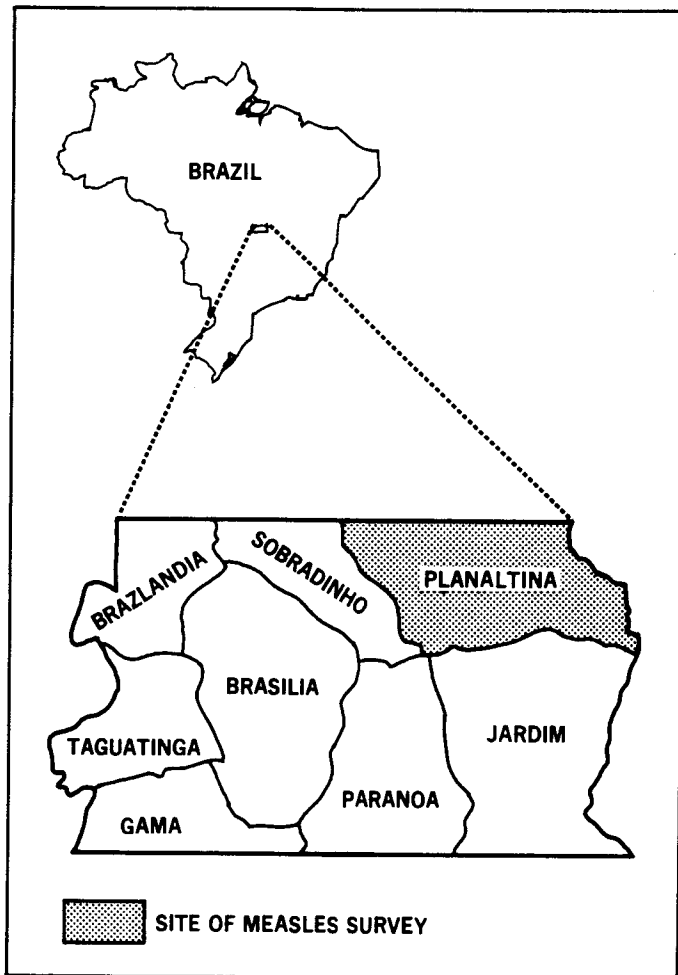 BRAZIL
BRAZLANDIA
SOBRADINHO
PLANALTINA
BRASILIA
TAGUATINGA
JARDIM
PARANOA
GAMA
SITE OF MEASLES SURVEY